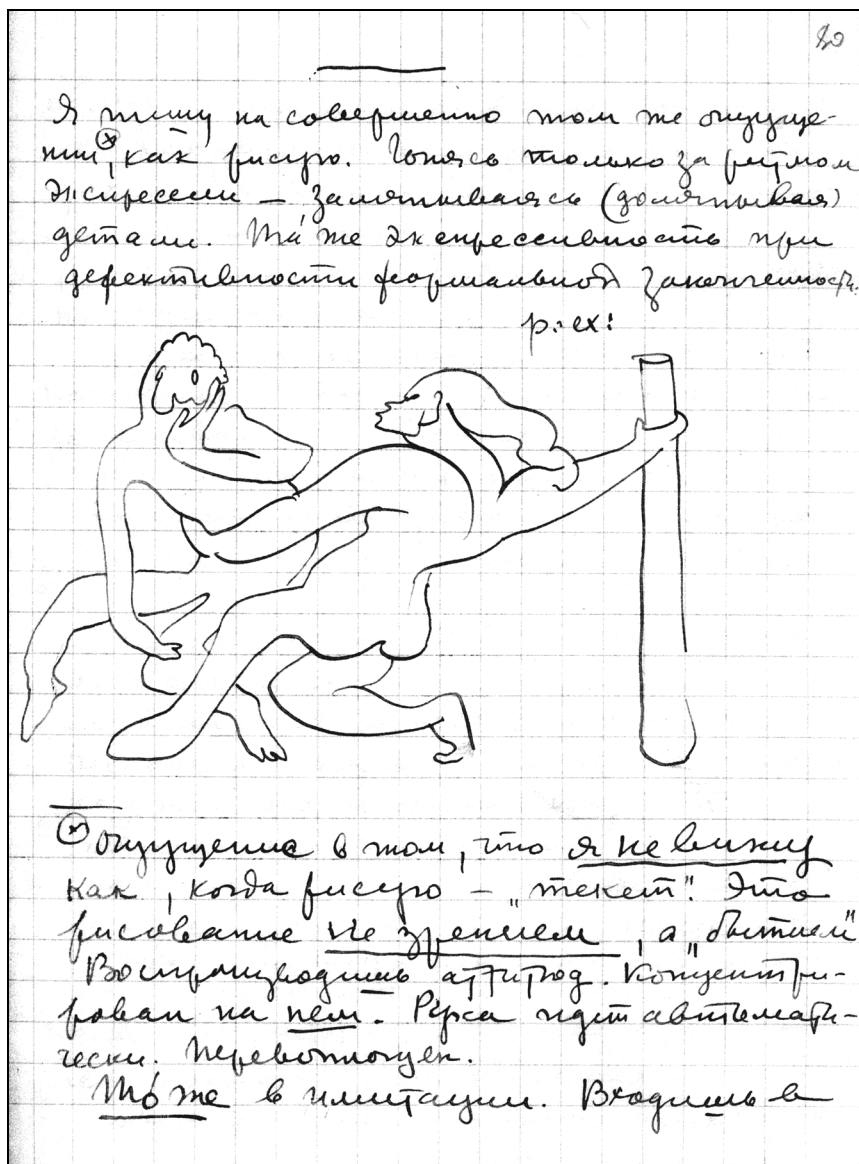 80
Я пишу на совершенно том же ощуще-
нии ⊗, как рисую. Гонясь только за ритмом
экспрессии — заляпываясь (доляпывая)
детали. Та́ же экспрессивность при
дефективности формальной законченности.
p. ex:
⊗ ощущение в том, что я не вижу
как, когда рисую — „текст". Это
рисование не зрением, а „бытием"
Воспроизводишь аттитюд. Концентри-
рован на нем. Рука идет автомати-
чески. Перевоплощен.
То́ же в имитации. Входишь в